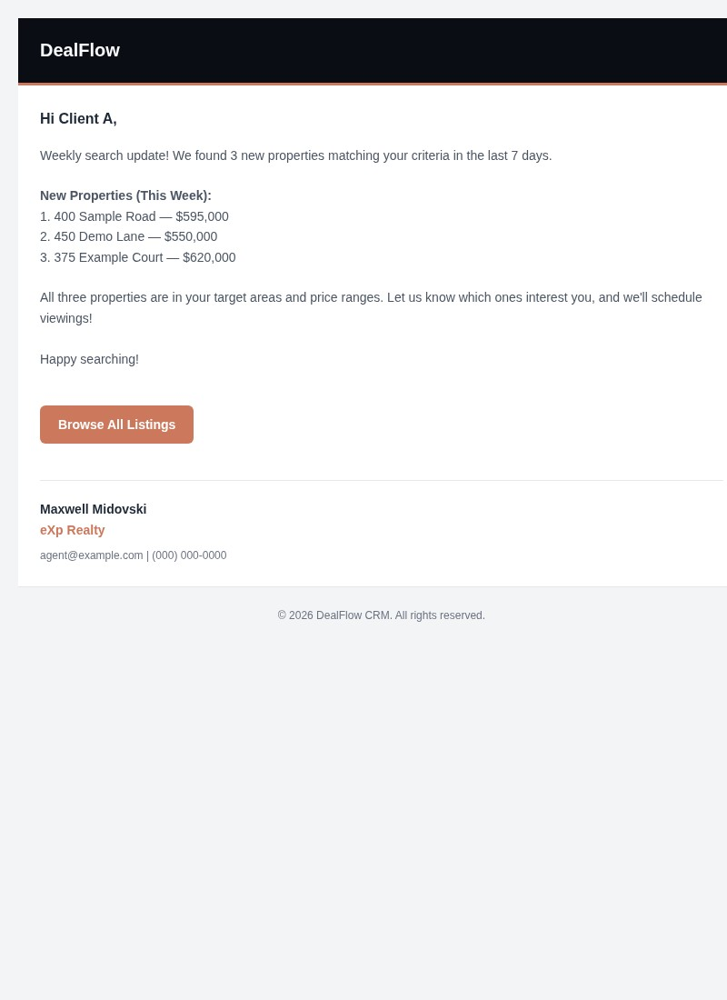 DealFlow
Hi Client A,
Weekly search update! We found 3 new properties matching your criteria in the last 7 days.
New Properties (This Week):
1. 400 Sample Road — $595,000
2. 450 Demo Lane — $550,000
3. 375 Example Court — $620,000
All three properties are in your target areas and price ranges. Let us know which ones interest you, and we'll schedule
viewings!
Happy searching!
Browse All Listings
Maxwell Midovski
eXp Realty
agent@example.com | (000) 000-0000
© 2026 DealFlow CRM. All rights reserved.